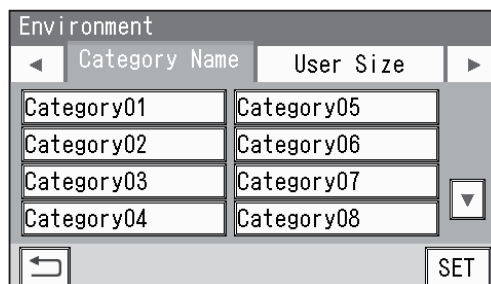 Environment
◄ Category Name User Size ►
Category01 Category05
Category02 Category06
Category03 Category07
Category04 Category08
▼
SET